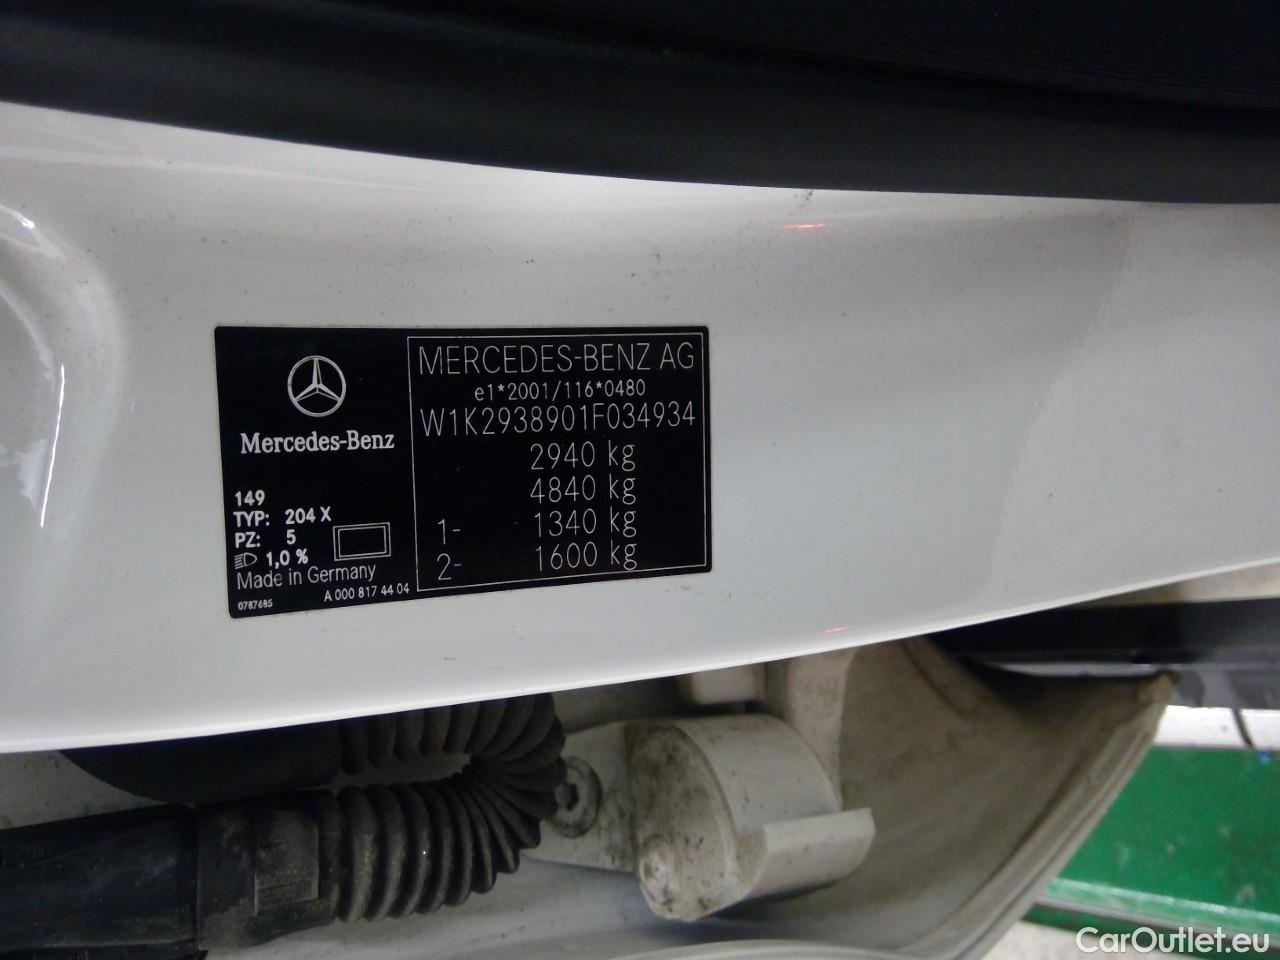 Mercedes-Benz
149
TYP: 204 X
PZ: 5
1,0 %
Made in Germany
0787685
A 000 817 44 04
MERCEDES-BENZ AG
e1*2001/116*0480
W1K2938901F034934
2940 kg
4840 kg
1- 1340 kg
2- 1600 kg
CarOutlet.eu